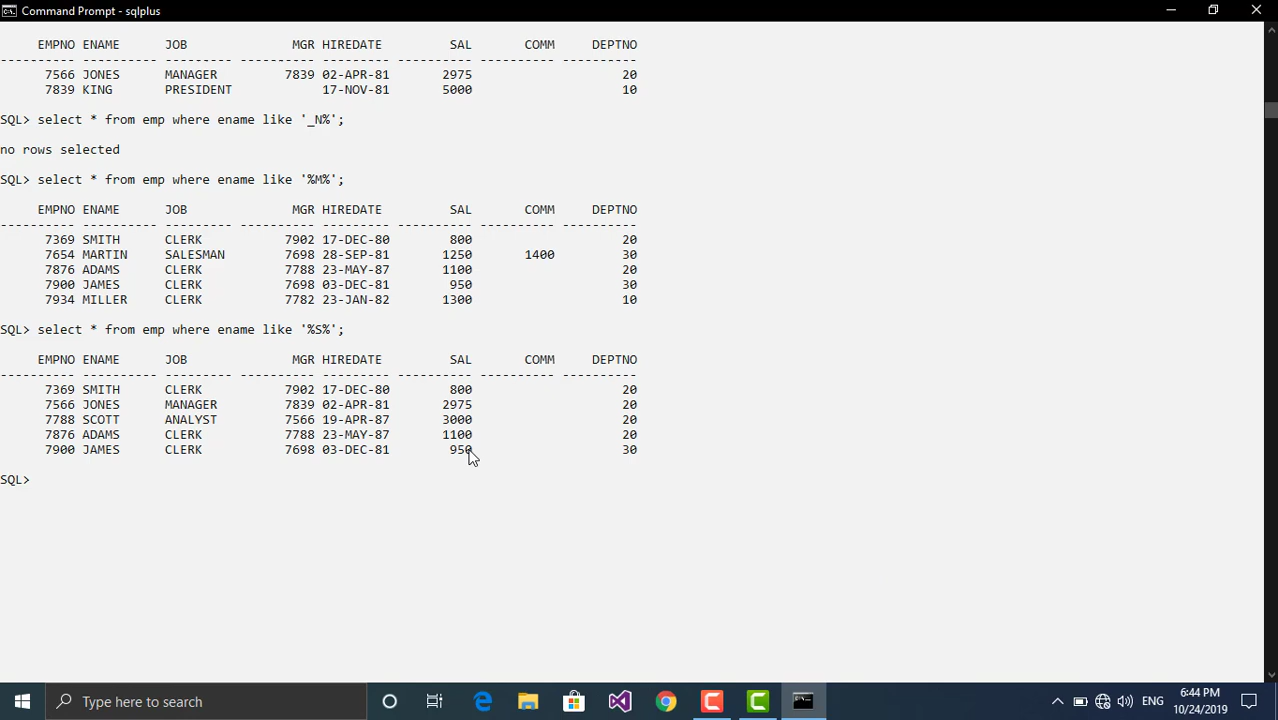 Command Prompt - sqlplus
EMPNO ENAME JOB MGR HIREDATE SAL COMM DEPTNO
---------- ---------- --------- ---------- --------- ---------- ---------- ----------
7566 JONES MANAGER 7839 02-APR-81 2975 20
7839 KING PRESIDENT 17-NOV-81 5000 10
SQL> select * from emp where ename like '_N%';
no rows selected
SQL> select * from emp where ename like '%M%';
EMPNO ENAME JOB MGR HIREDATE SAL COMM DEPTNO
---------- ---------- --------- ---------- --------- ---------- ---------- ----------
7369 SMITH CLERK 7902 17-DEC-80 800 20
7654 MARTIN SALESMAN 7698 28-SEP-81 1250 1400 30
7876 ADAMS CLERK 7788 23-MAY-87 1100 20
7900 JAMES CLERK 7698 03-DEC-81 950 30
7934 MILLER CLERK 7782 23-JAN-82 1300 10
SQL> select * from emp where ename like '%S%';
EMPNO ENAME JOB MGR HIREDATE SAL COMM DEPTNO
---------- ---------- --------- ---------- --------- ---------- ---------- ----------
7369 SMITH CLERK 7902 17-DEC-80 800 20
7566 JONES MANAGER 7839 02-APR-81 2975 20
7788 SCOTT ANALYST 7566 19-APR-87 3000 20
7876 ADAMS CLERK 7788 23-MAY-87 1100 20
7900 JAMES CLERK 7698 03-DEC-81 950 30
SQL>
Type here to search
ENG
6:44 PM
10/24/2019